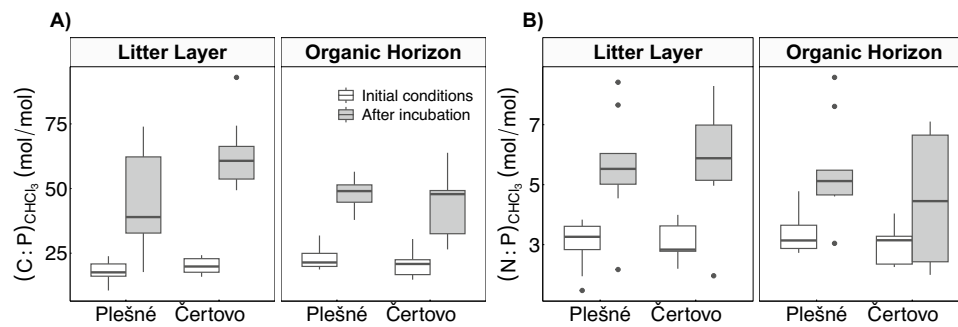 A)
Litter Layer
Organic Horizon
(C : P)CHCl₃ (mol/mol)
75
50
25
Initial conditions
After incubation
Plešné
Čertovo
Plešné
Čertovo
B)
Litter Layer
Organic Horizon
(N : P)CHCl₃ (mol/mol)
7
5
3
Plešné
Čertovo
Plešné
Čertovo